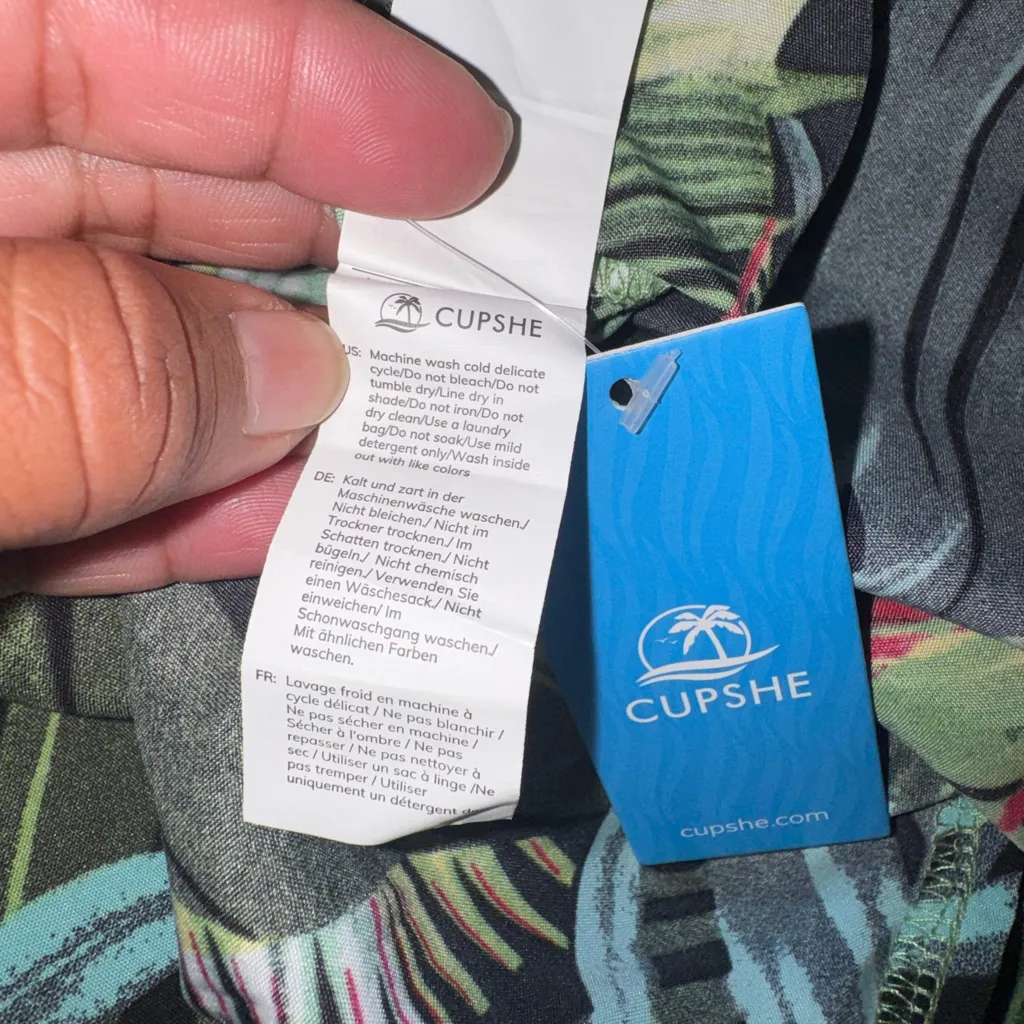 CUPSHE
US: Machine wash cold delicate
cycle/Do not bleach/Do not
tumble dry/Line dry in
shade/Do not iron/Do not
dry clean/Use a laundry
bag/Do not soak/Use mild
detergent only/Wash inside
out with like colors
DE: Kalt und zart in der
Maschinenwäsche waschen./
Nicht bleichen./ Nicht im
Trockner trocknen./ Im
Schatten trocknen./ Nicht
bügeln./ Nicht chemisch
reinigen./ Verwenden Sie
einen Wäschesack./ Nicht
einweichen/ Im
Schonwaschgang waschen./
Mit ähnlichen Farben
waschen.
FR: Lavage froid en machine à
cycle délicat / Ne pas blanchir /
Ne pas sécher en machine /
Sécher à l'ombre / Ne pas
repasser / Ne pas nettoyer à
sec / Utiliser un sac à linge /Ne
pas tremper / Utiliser
uniquement un détergent
CUPSHE
cupshe.com